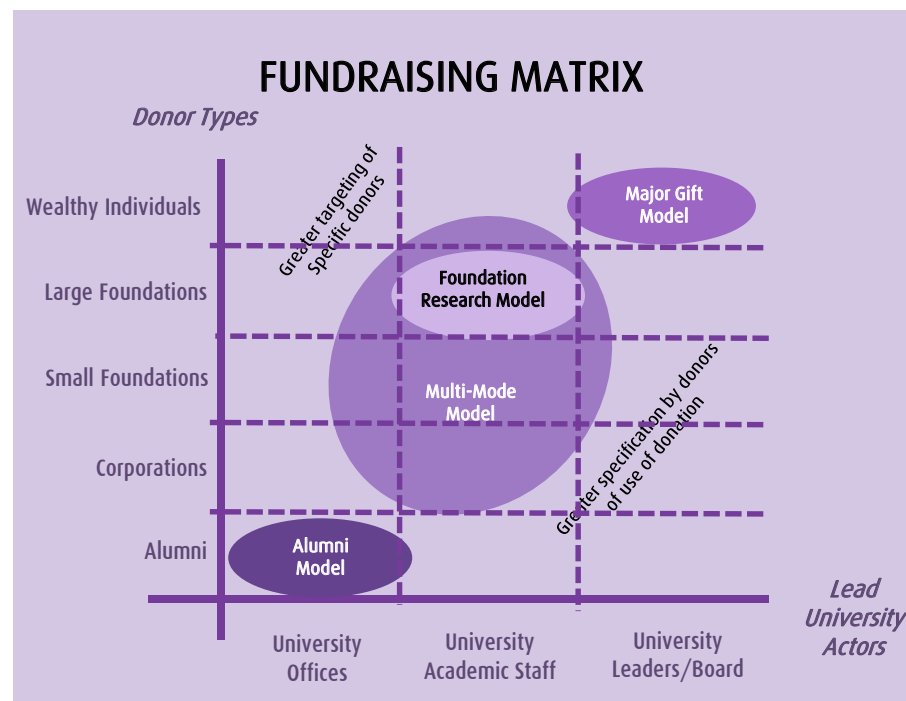 FUNDRAISING MATRIX
Donor Types
Greater targeting of
Specific donors
Wealthy Individuals
Major Gift
Model
Large Foundations
Foundation
Research Model
Small Foundations
Multi-Mode
Model
Greater specification by donors
of use of donation
Corporations
Alumni
Alumni
Model
Lead
University
Actors
University
Offices
University
Academic Staff
University
Leaders/Board